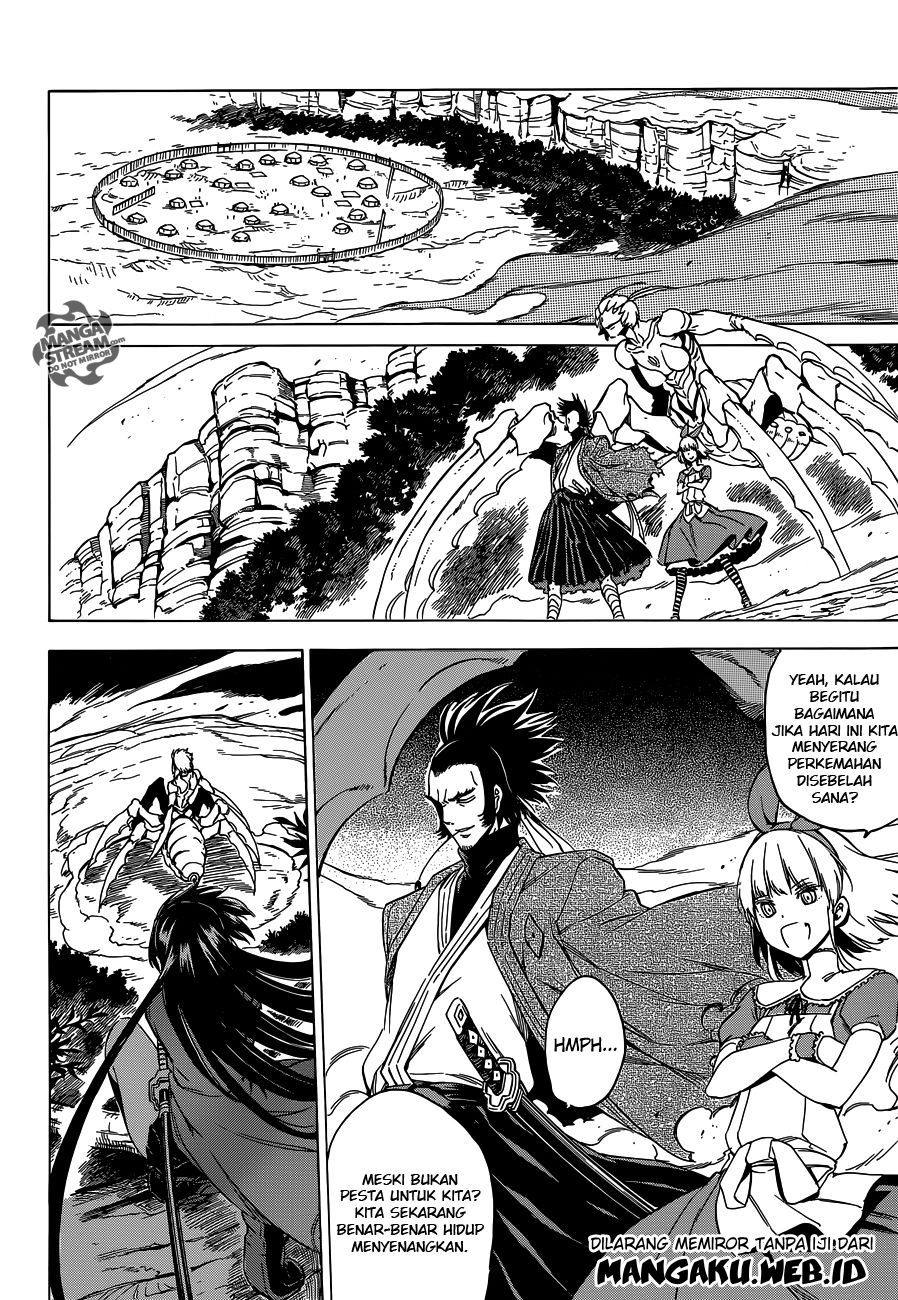 MANGA
STREAM.com
DO NOT MIRROR
YEAH, KALAU
BEGITU
BAGAIMANA
JIKA HARI INI KITA
MENYERANG
PERKEMAHAN
DISEBELAH
SANA?
HMPH...
MESKI BUKAN
PESTA UNTUK KITA?
KITA SEKARANG
BENAR-BENAR HIDUP
MENYENANGKAN.
DILARANG MEMIROR TANPA IJI DARI
MANGAKU.WEB.ID